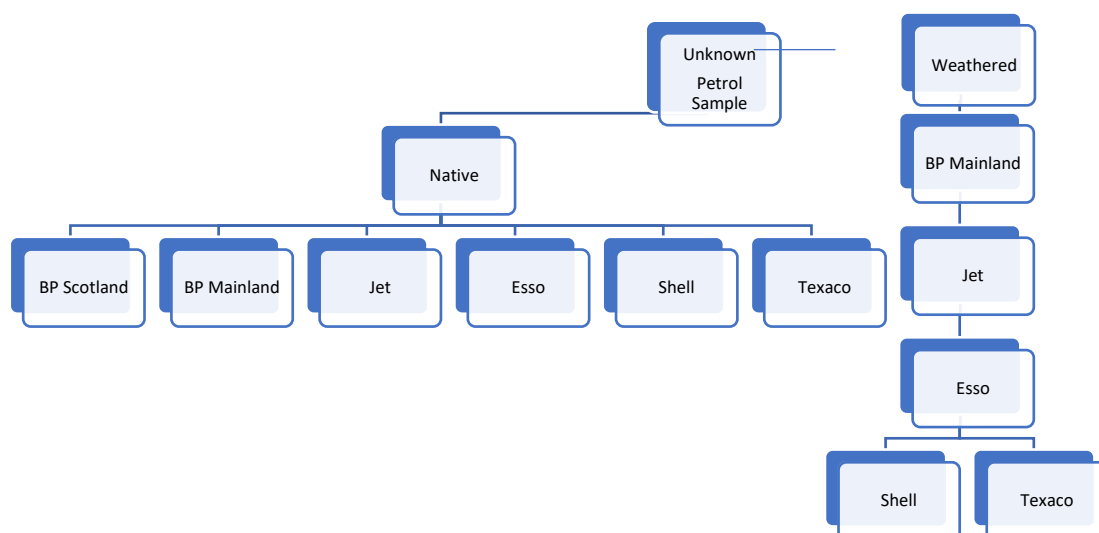 Unknown
Petrol
Sample
Weathered
BP Mainland
Native
BP Scotland
BP Mainland
Jet
Esso
Shell
Texaco
Jet
Esso
Shell
Texaco